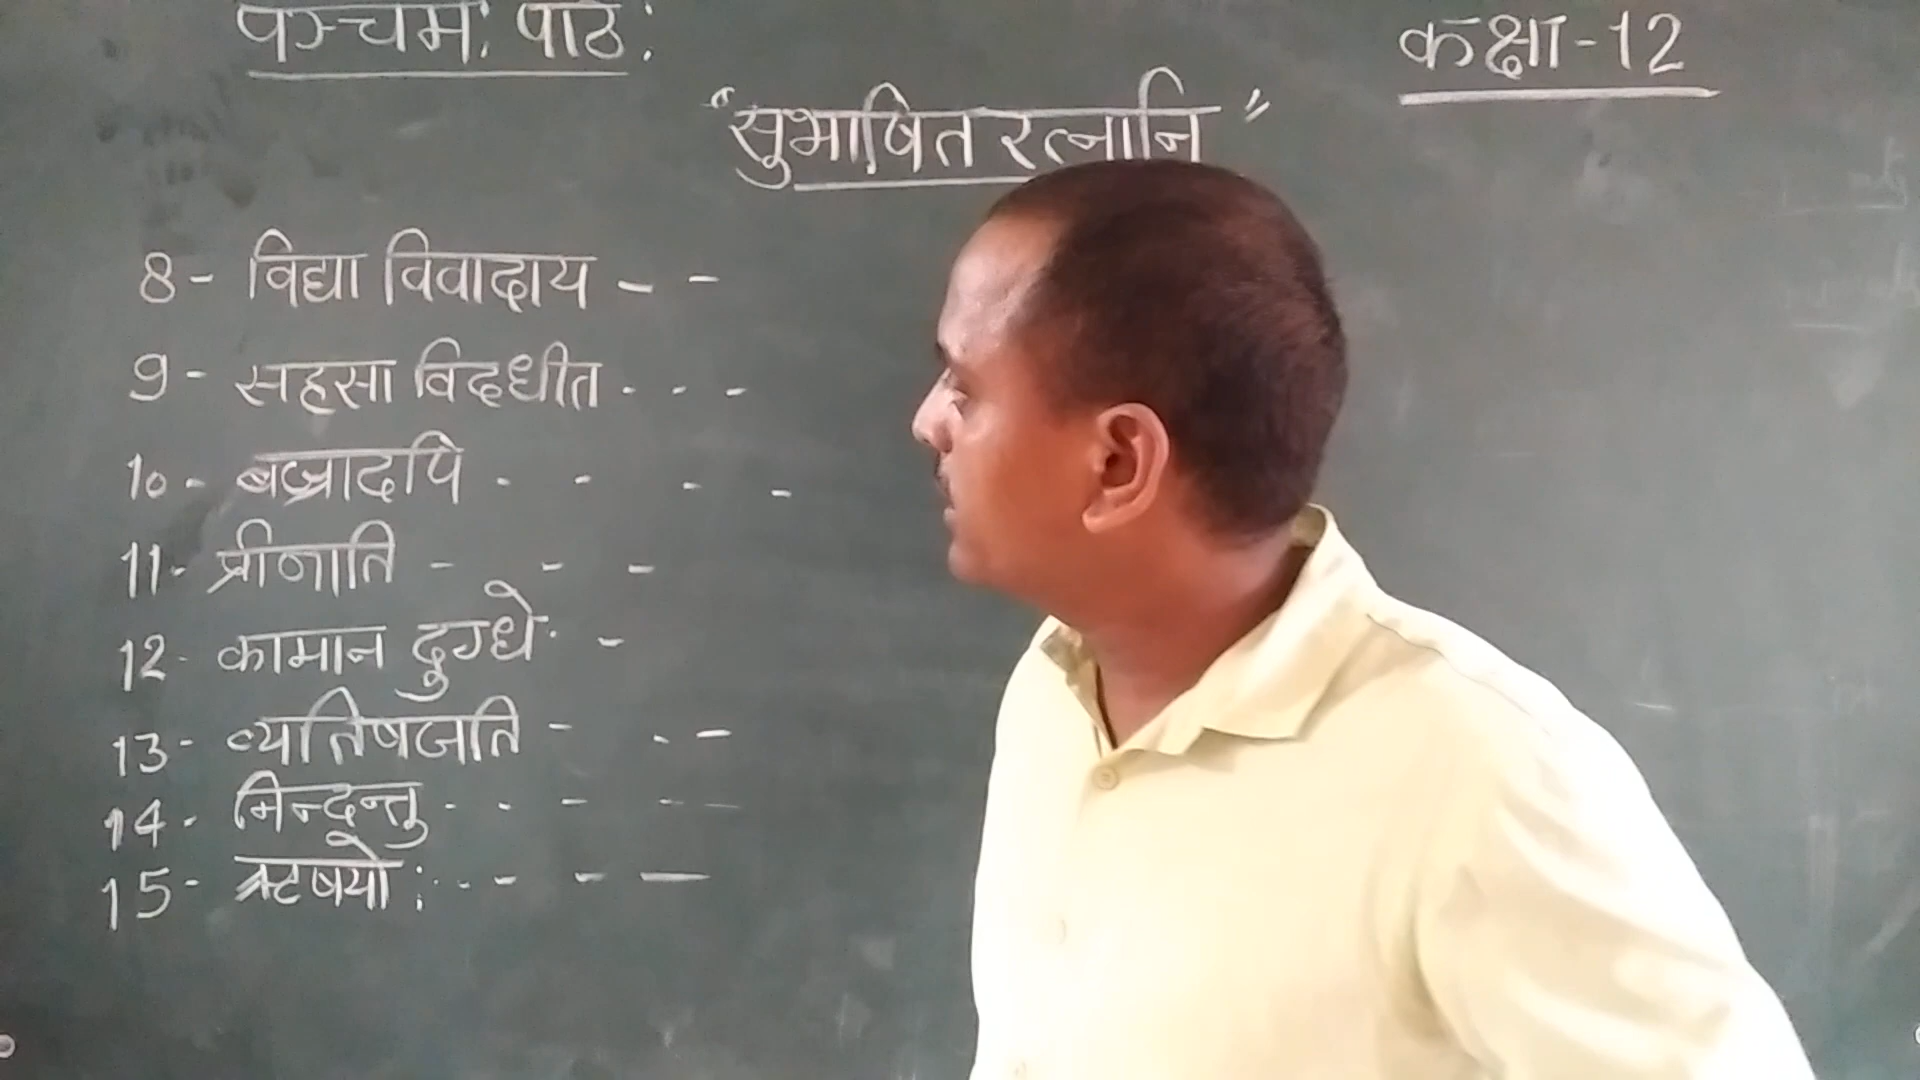 पञ्चमः पाठः
कक्षा-12
"सुभाषित रत्नानि"
8- विद्या विवादाय - -
9- सहसा विदधीत - - -
10- बज्रादपि - - - -
11- प्रीणाति - - -
12- कामान दुग्धे - -
13- व्यतिषजति - - -
14- निन्दन्तु - - - - -
15- ऋषयोः - - - -